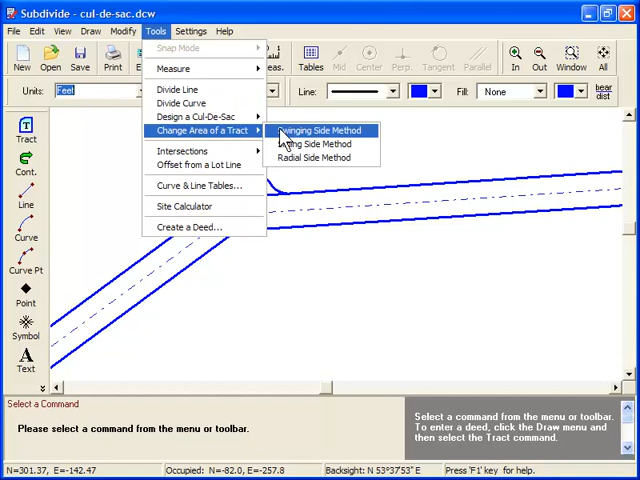 Subdivide - cul-de-sac.dcw
File Edit View Draw Modify Tools Settings Help
New Open Save Print Tables Mid Center Perp. Tangent Parallel In Out Window All
Units: Feet Line: Fill: None bear dist
Snap Mode
Measure
Divide Line
Divide Curve
Design a Cul-De-Sac
Change Area of a Tract
Intersections
Offset from a Lot Line
Curve & Line Tables...
Site Calculator
Create a Deed...
Swinging Side Method
Side Method
Radial Side Method
Tract
Cont.
Line
Curve
Curve Pt
Point
Symbol
Text
Select a Command
Please select a command from the menu or toolbar.
Select a command from the menu or toolbar.
To enter a deed, click the Draw menu and
then select the Tract command.
N=301.37, E=-142.47 Occupied: N=-82.0, E=-257.8 Backsight: N 53°37'53" E Press 'F1' key for help.